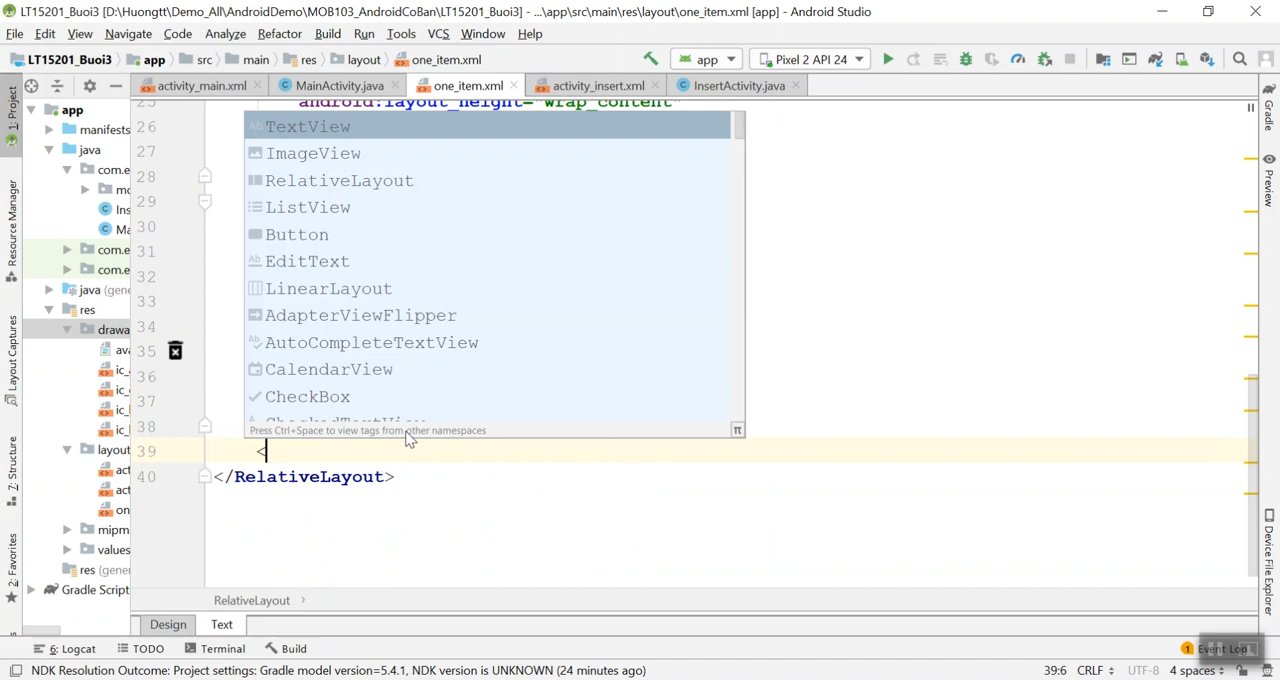 LT15201_Buoi3 [D:\Huongtt\Demo_All\AndroidDemo\MOB103_AndroidCoBan\LT15201_Buoi3] - ...\app\src\main\res\layout\one_item.xml [app] - Android Studio
File Edit View Navigate Code Analyze Refactor Build Run Tools VCS Window Help
LT15201_Buoi3 app src main res layout one_item.xml app Pixel 2 API 24
activity_main.xml MainActivity.java one_item.xml activity_insert.xml InsertActivity.java
1: Project
Resource Manager
Layout Captures
7: Structure
2: Favorites
app
manifests
java
com.e
mo
Ins
Ma
com.e
com.e
java (gene
res
drawa
ava
ic_
ic_
ic_
ic_
layout
act
act
on
mipm
values
res (gener
Gradle Script
25 android:layout_height="wrap_content"
26 TextView
27 ImageView
28 RelativeLayout
29 ListView
30 Button
31 EditText
32 LinearLayout
33 AdapterViewFlipper
34 AutoCompleteTextView
35 CalendarView
36 CheckBox
37 CheckedTextView
38 Press Ctrl+Space to view tags from other namespaces π
39 <
40 </RelativeLayout>
Gradle
Preview
Device File Explorer
RelativeLayout
Design Text
6: Logcat TODO Terminal Build 1 Event Log
NDK Resolution Outcome: Project settings: Gradle model version=5.4.1, NDK version is UNKNOWN (24 minutes ago) 39:6 CRLF UTF-8 4 spaces